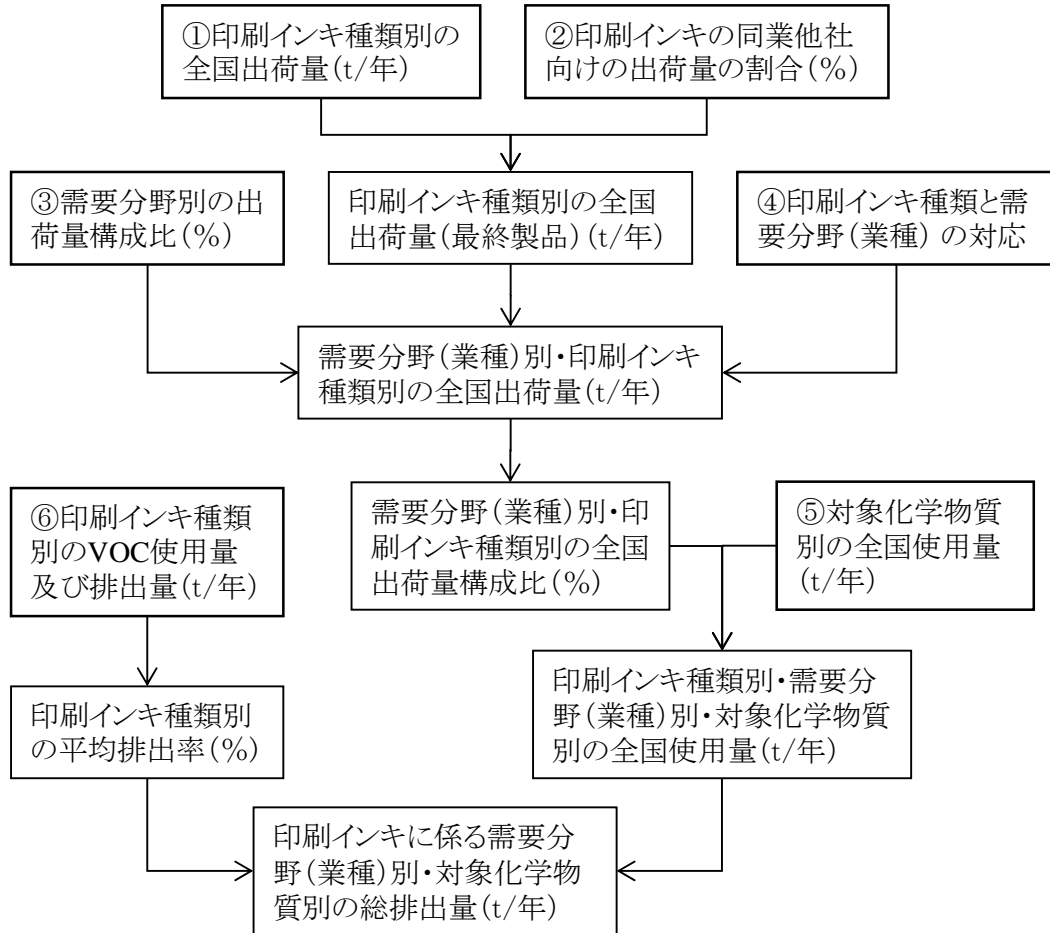 ①印刷インキ種類別の
全国出荷量(t/年)
②印刷インキの同業他社
向けの出荷量の割合(%)
③需要分野別の出
荷量構成比(%)
印刷インキ種類別の全国
出荷量(最終製品)(t/年)
④印刷インキ種類と需
要分野(業種) の対応
需要分野(業種)別・印刷インキ
種類別の全国出荷量(t/年)
⑥印刷インキ種類
別のVOC使用量
及び排出量(t/年)
需要分野(業種)別・印
刷インキ種類別の全国
出荷量構成比(%)
⑤対象化学物質
別の全国使用量
(t/年)
印刷インキ種類別
の平均排出率(%)
印刷インキ種類別・需要分
野(業種)別・対象化学物質
別の全国使用量(t/年)
印刷インキに係る需要分
野(業種)別・対象化学物
質別の総排出量(t/年)